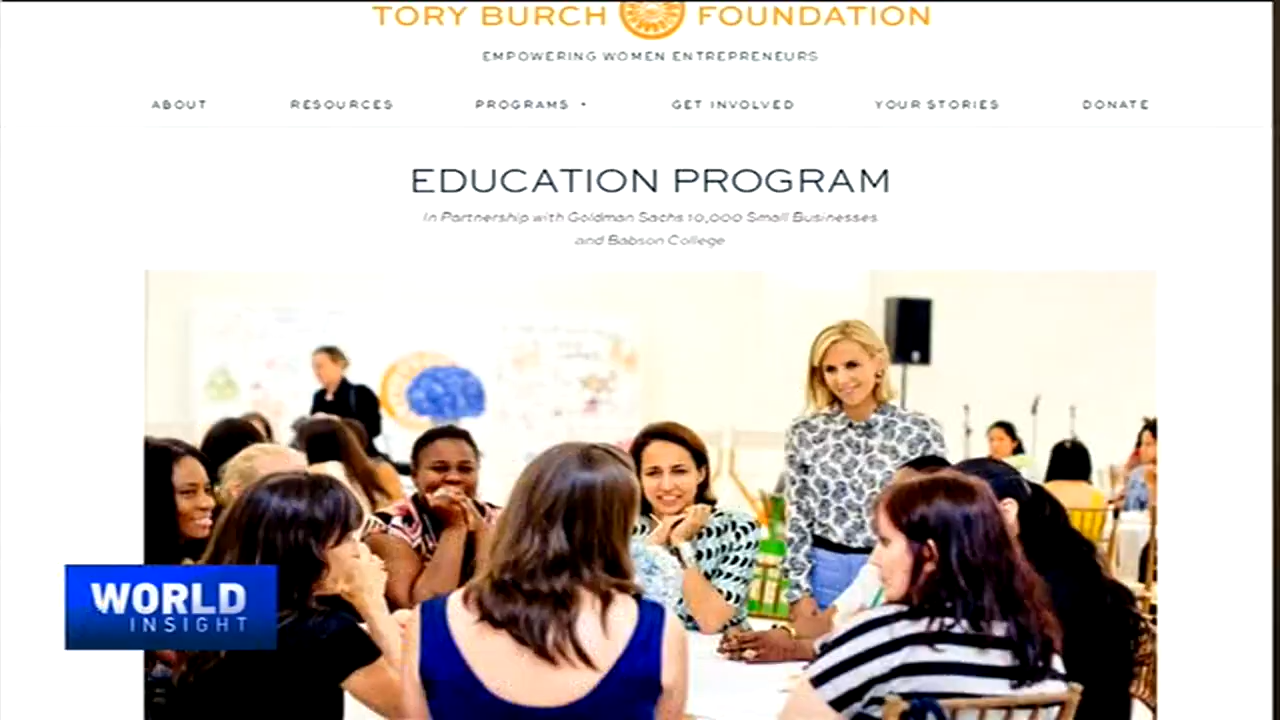 TORY BURCH FOUNDATION
EMPOWERING WOMEN ENTREPRENEURS
ABOUT RESOURCES PROGRAMS GET INVOLVED YOUR STORIES DONATE
EDUCATION PROGRAM
In Partnership with Goldman Sachs 10,000 Small Businesses
and Babson College
WORLD
INSIGHT